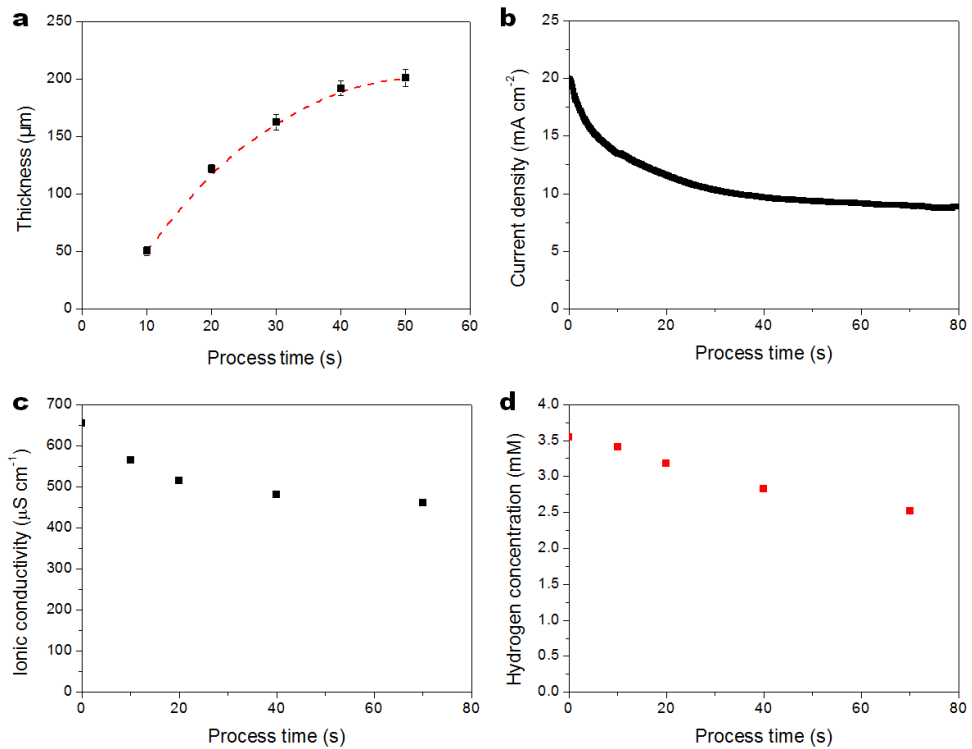 a
250
200
150
100
50
0
Thickness (µm)
0 10 20 30 40 50 60
Process time (s)
b
25
20
15
10
5
0
Current density (mA cm⁻²)
0 20 40 60 80
Process time (s)
c
700
600
500
400
300
200
100
0
Ionic conductivity (µS cm⁻¹)
0 20 40 60 80
Process time (s)
d
4.0
3.5
3.0
2.5
2.0
1.5
1.0
0.5
0.0
Hydrogen concentration (mM)
0 20 40 60 80
Process time (s)